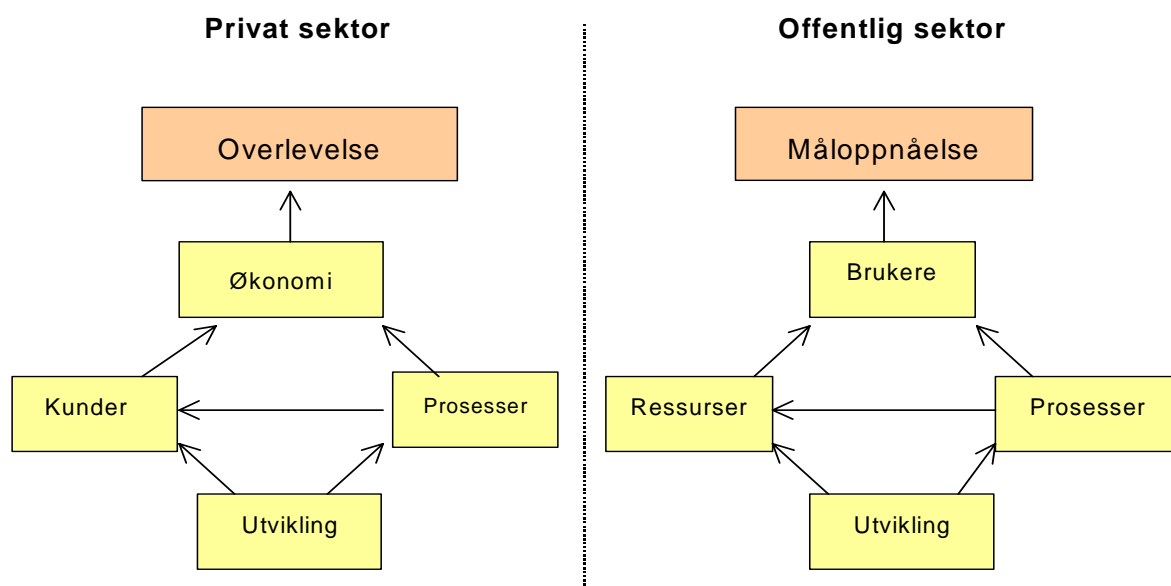 Privat sektor
Overlevelse
Økonomi
Kunder
Prosesser
Utvikling
Offentlig sektor
Måloppnåelse
Brukere
Ressurser
Prosesser
Utvikling